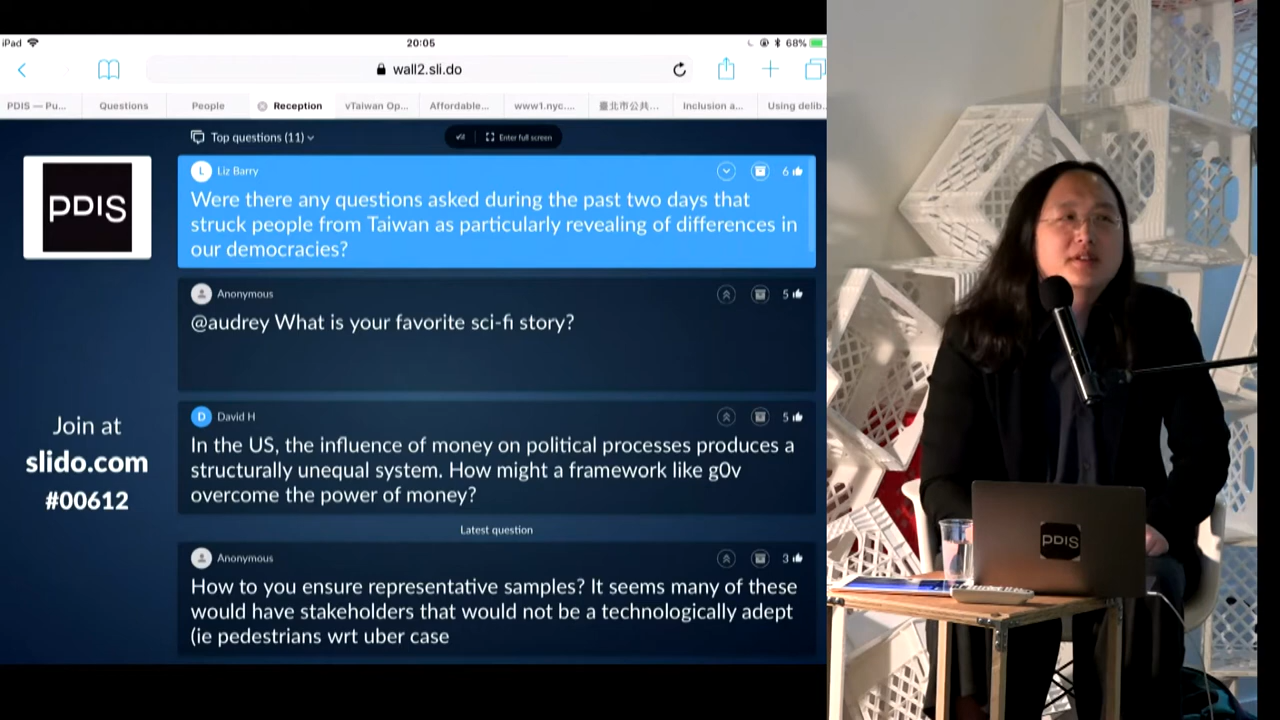 iPad
20:05
68%
wall2.sli.do
PDIS — Pu...
Questions
People
Reception
vTaiwan Op...
Affordable...
www1.nyc....
臺北市公共...
Inclusion a...
Using delib..
Top questions (11)
Enter full screen
PDIS
Join at
slido.com
#00612
L
Liz Barry
6
Were there any questions asked during the past two days that
struck people from Taiwan as particularly revealing of differences in
our democracies?
Anonymous
5
@audrey What is your favorite sci-fi story?
D
David H
5
In the US, the influence of money on political processes produces a
structurally unequal system. How might a framework like g0v
overcome the power of money?
Latest question
Anonymous
3
How to you ensure representative samples? It seems many of these
would have stakeholders that would not be a technologically adept
(ie pedestrians wrt uber case
PDIS